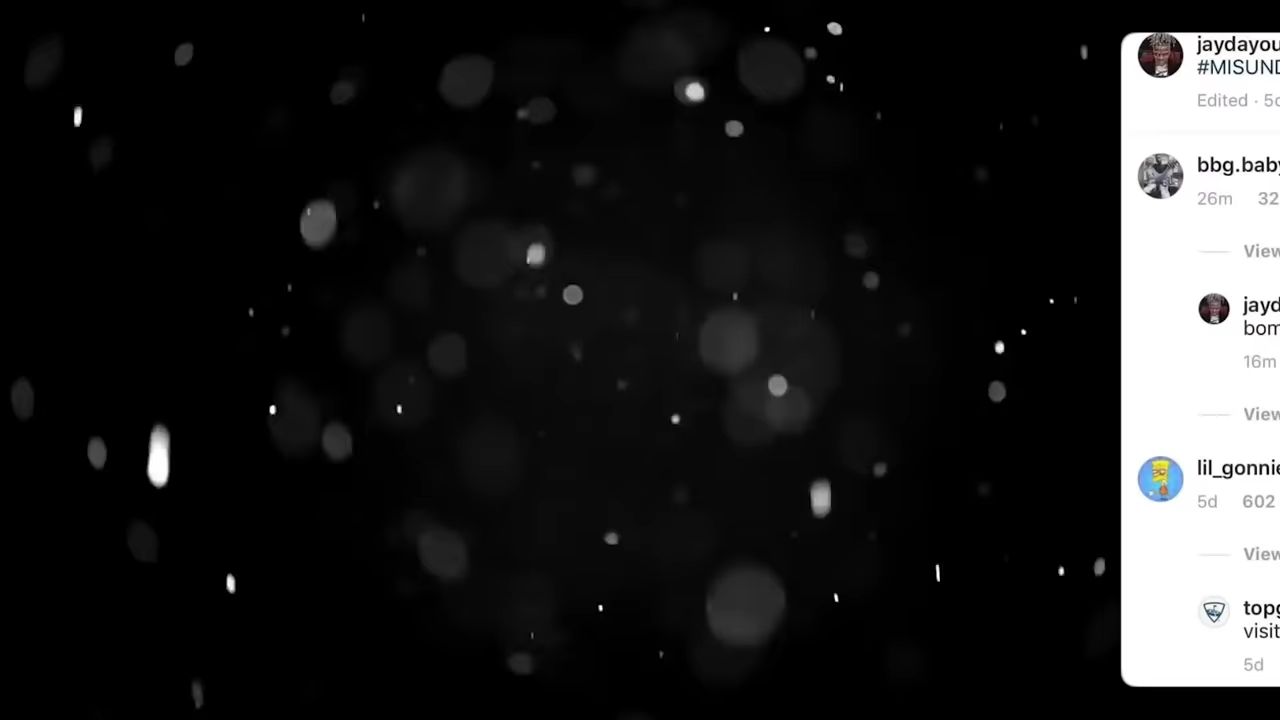 jaydayou
#MISUND
Edited · 5d
bbg.baby
26m 32
View
jayd
bom
16m
View
lil_gonnie
5d 602
View
topg
visit
5d